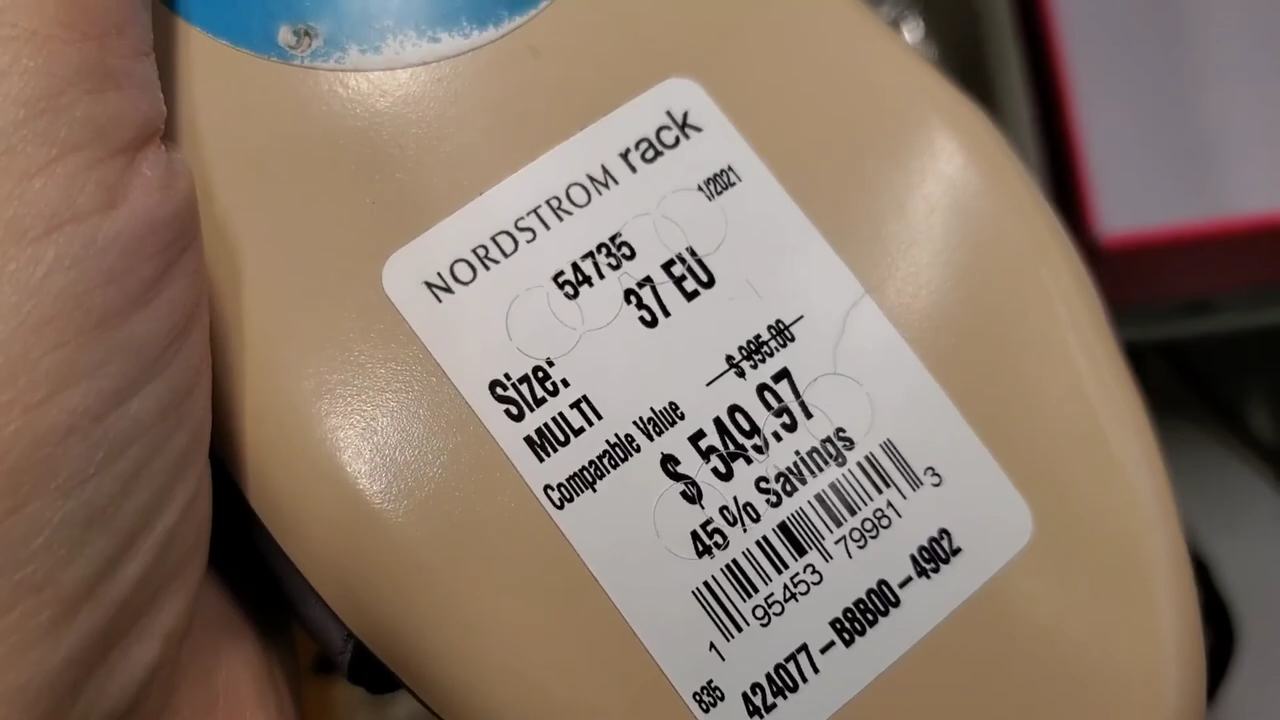 NORDSTROM rack
1/2021
54735
37 EU
Size:
MULTI
$995.00
Comparable Value
$549.97
45% Savings
1 95453 79981 3
835 424077-B8B00-4902